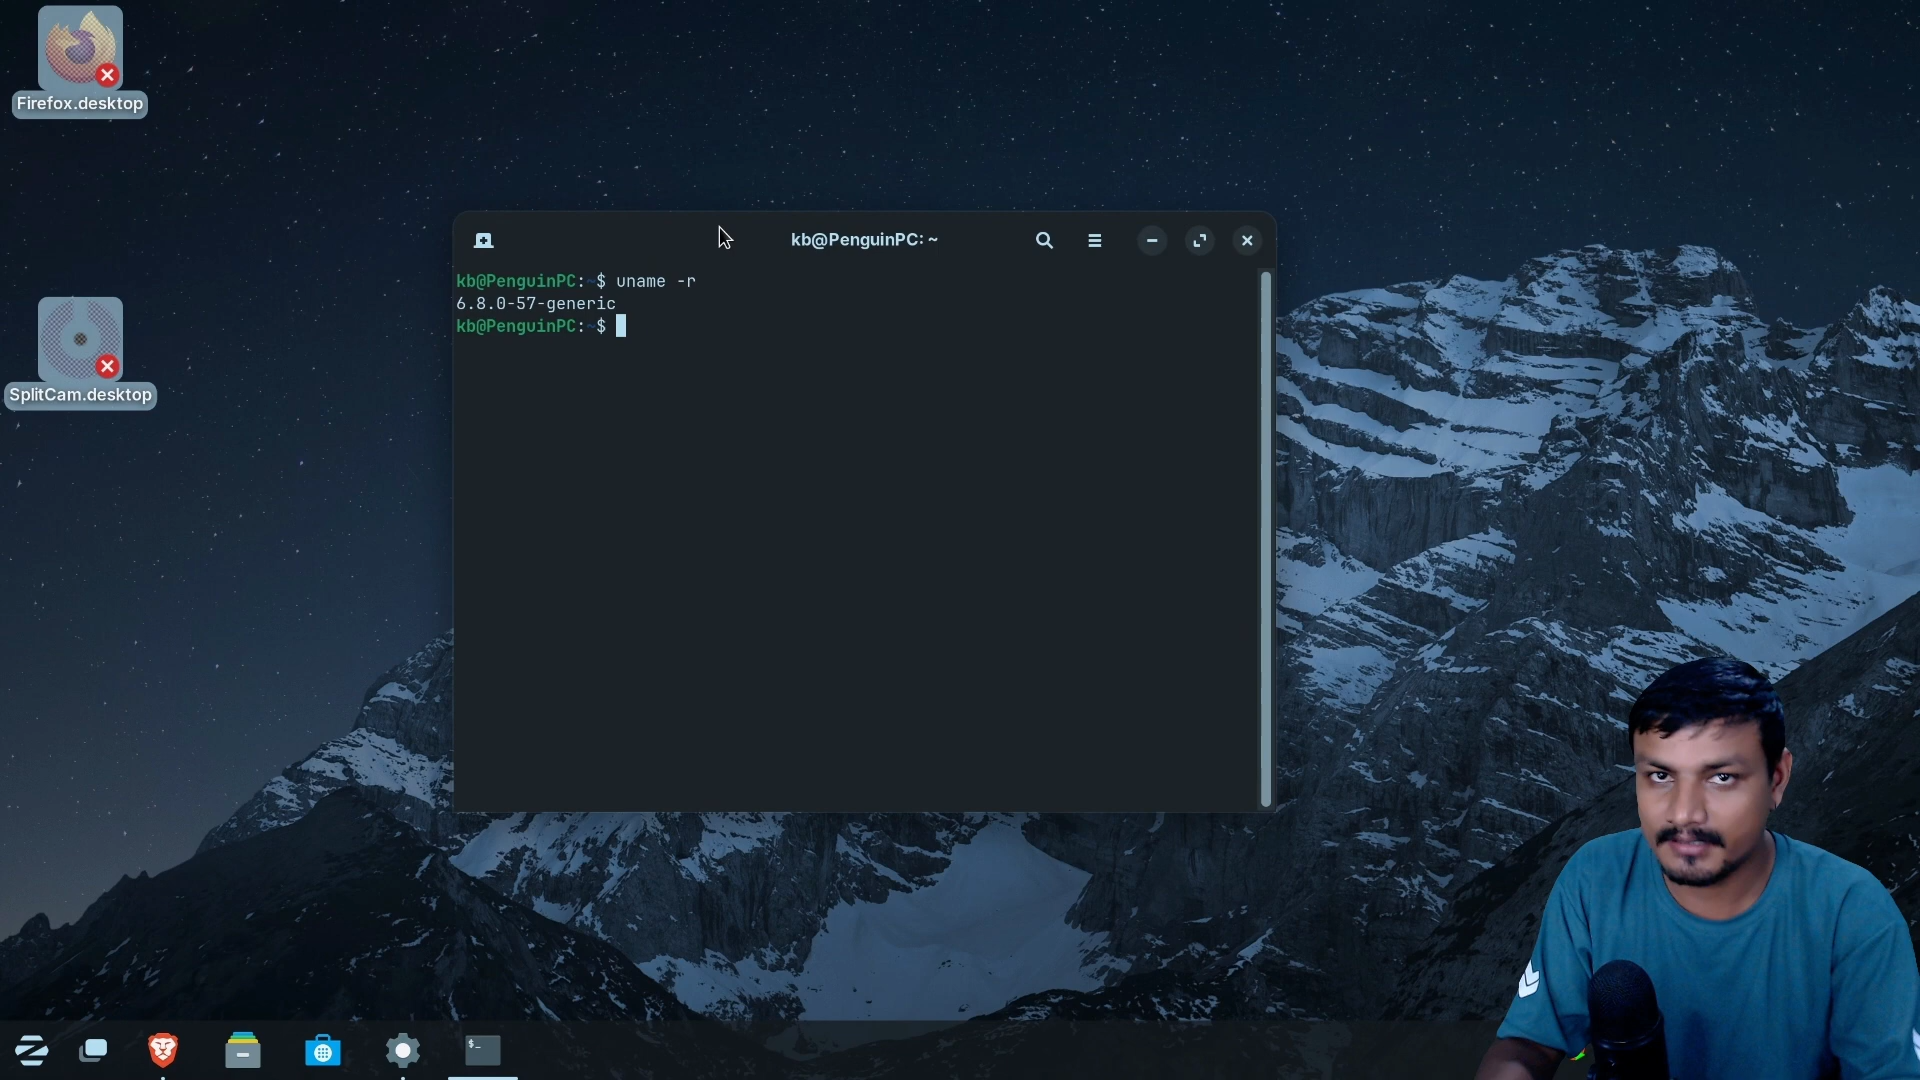 Firefox.desktop
SplitCam.desktop
kb@PenguinPC: ~
kb@PenguinPC:~$ uname -r
6.8.0-57-generic
kb@PenguinPC:~$
$_